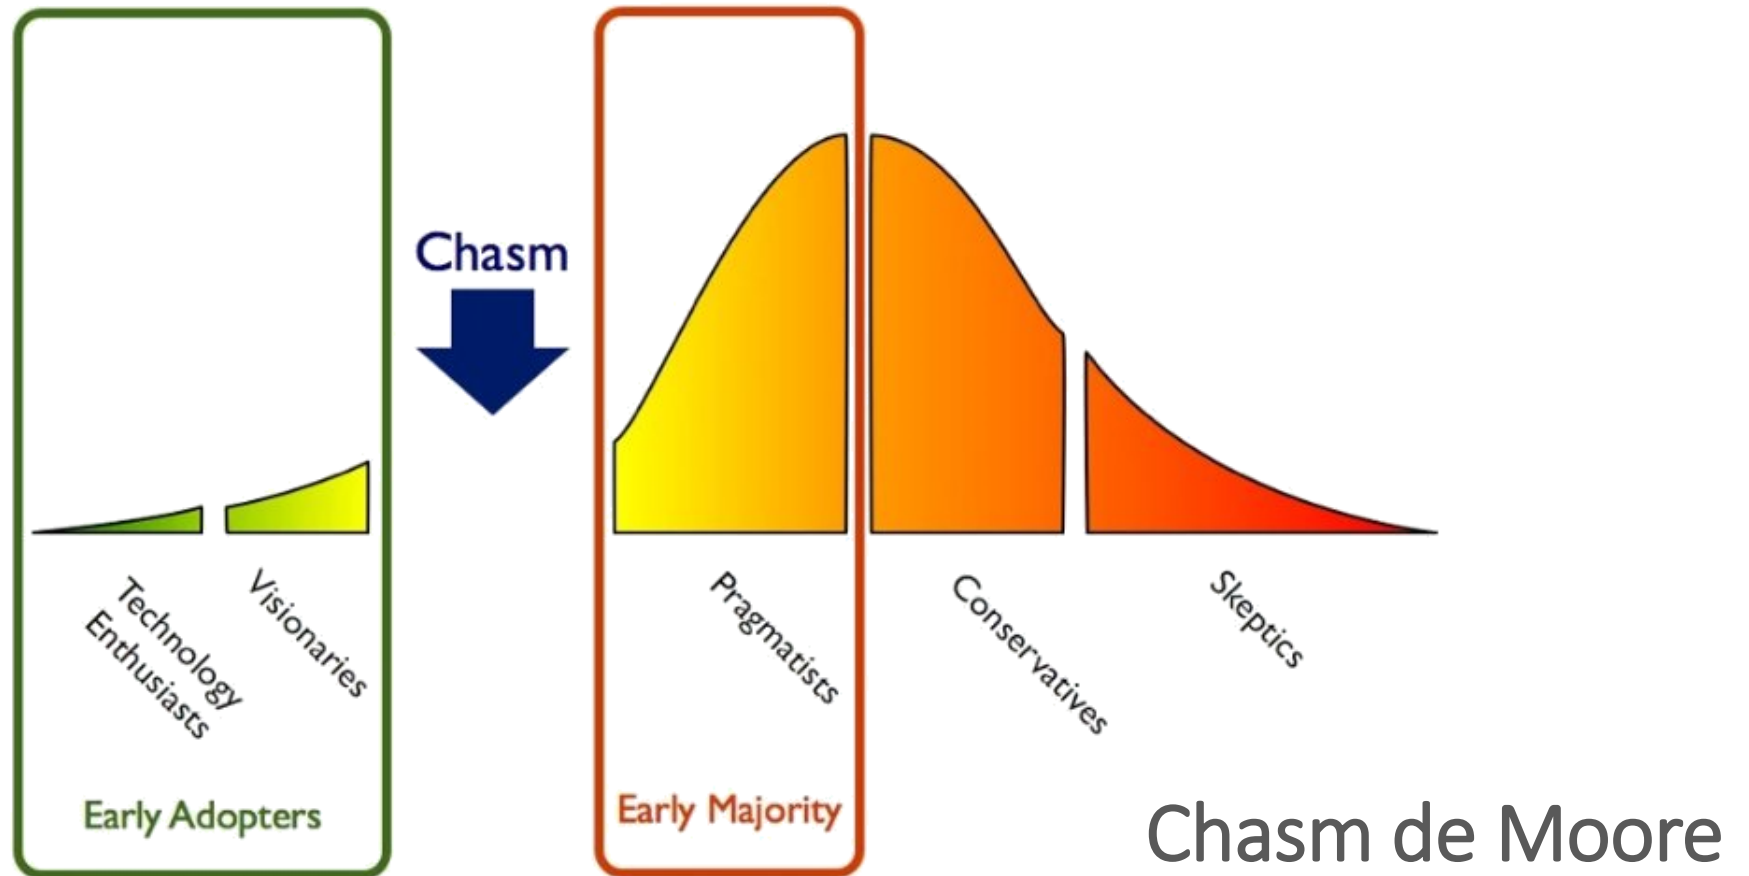 Chasm
Technology
Enthusiasts
Visionaries
Pragmatists
Conservatives
Skeptics
Early Adopters
Early Majority
Chasm de Moore